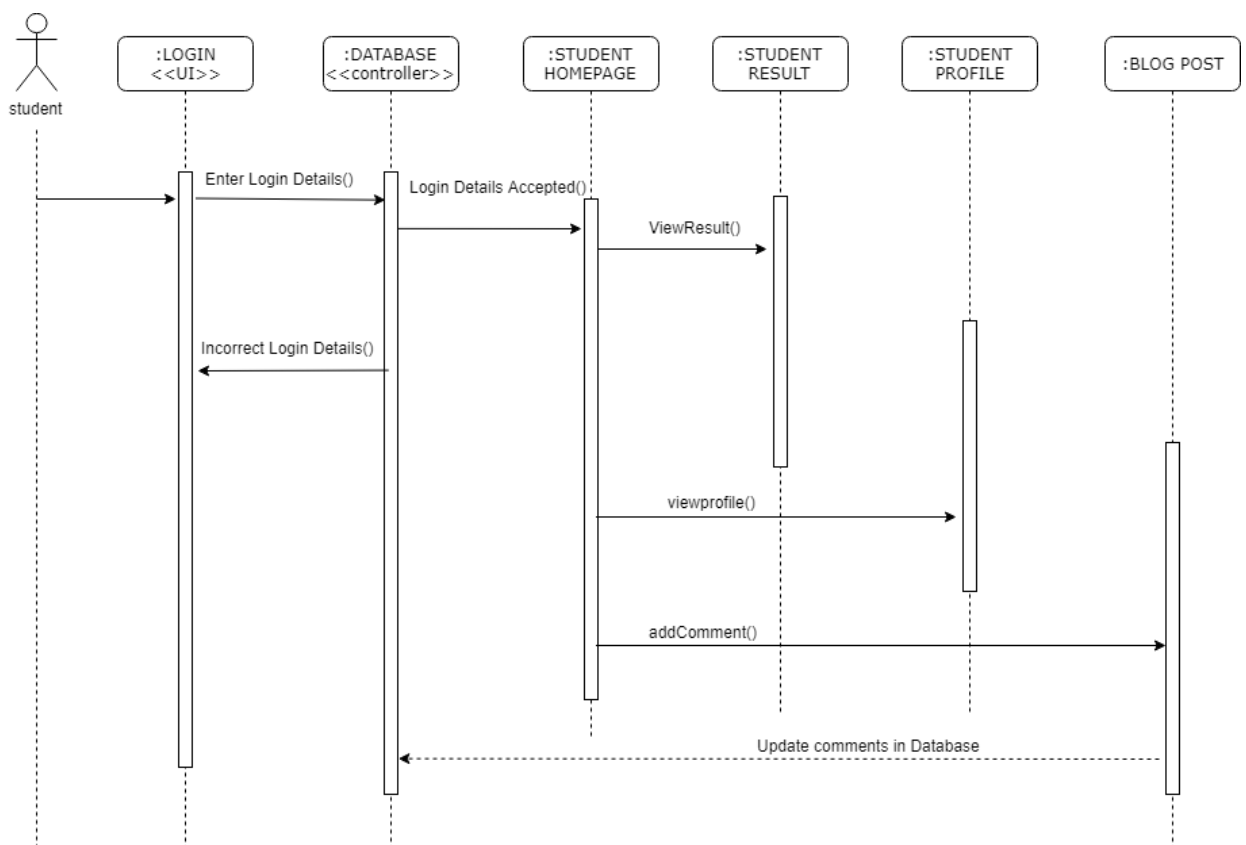 student
:LOGIN
<<UI>>
:DATABASE
<<controller>>
:STUDENT
HOMEPAGE
:STUDENT
RESULT
:STUDENT
PROFILE
:BLOG POST
Enter Login Details()
Login Details Accepted()
ViewResult()
Incorrect Login Details()
viewprofile()
addComment()
Update comments in Database